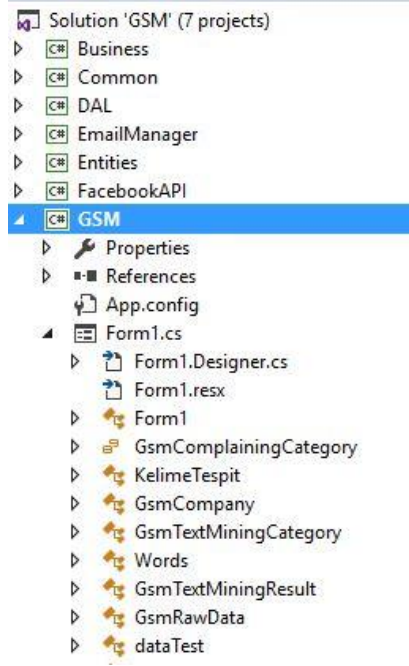 Solution 'GSM' (7 projects)
C# Business
C# Common
C# DAL
C# EmailManager
C# Entities
C# FacebookAPI
C# GSM
Properties
References
App.config
Form1.cs
Form1.Designer.cs
Form1.resx
Form1
GsmComplainingCategory
KelimeTespit
GsmCompany
GsmTextMiningCategory
Words
GsmTextMiningResult
GsmRawData
dataTest